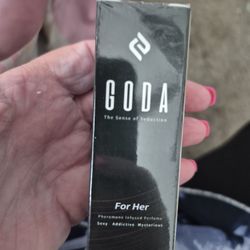 GODA
The Sense of Seduction
For Her
Pheromone Infused Perfume
Sexy Addictive Mysterious